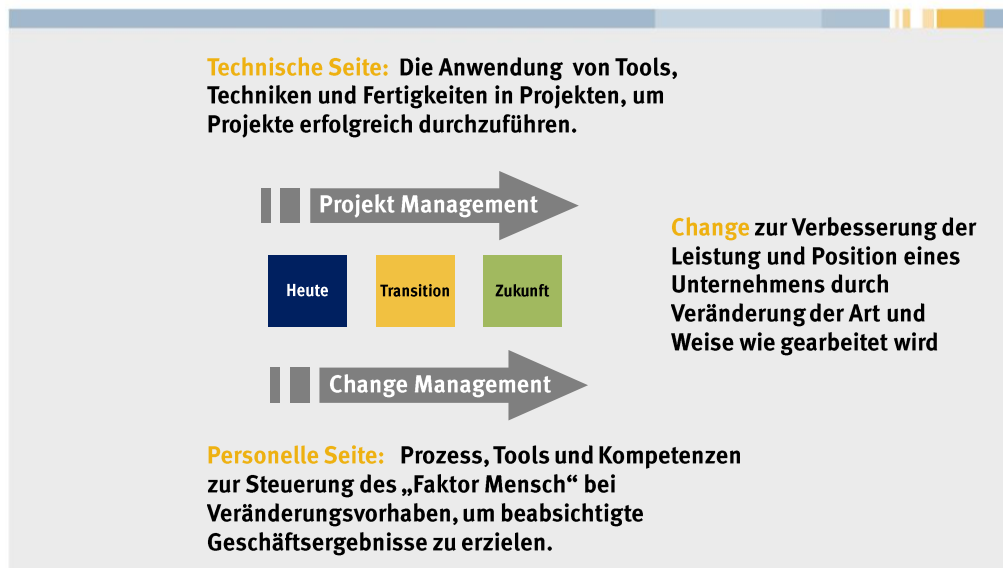 Technische Seite: Die Anwendung von Tools,
Techniken und Fertigkeiten in Projekten, um
Projekte erfolgreich durchzuführen.
Projekt Management
Heute
Transition
Zukunft
Change Management
Change zur Verbesserung der
Leistung und Position eines
Unternehmens durch
Veränderung der Art und
Weise wie gearbeitet wird
Personelle Seite: Prozess, Tools und Kompetenzen
zur Steuerung des „Faktor Mensch“ bei
Veränderungsvorhaben, um beabsichtigte
Geschäftsergebnisse zu erzielen.